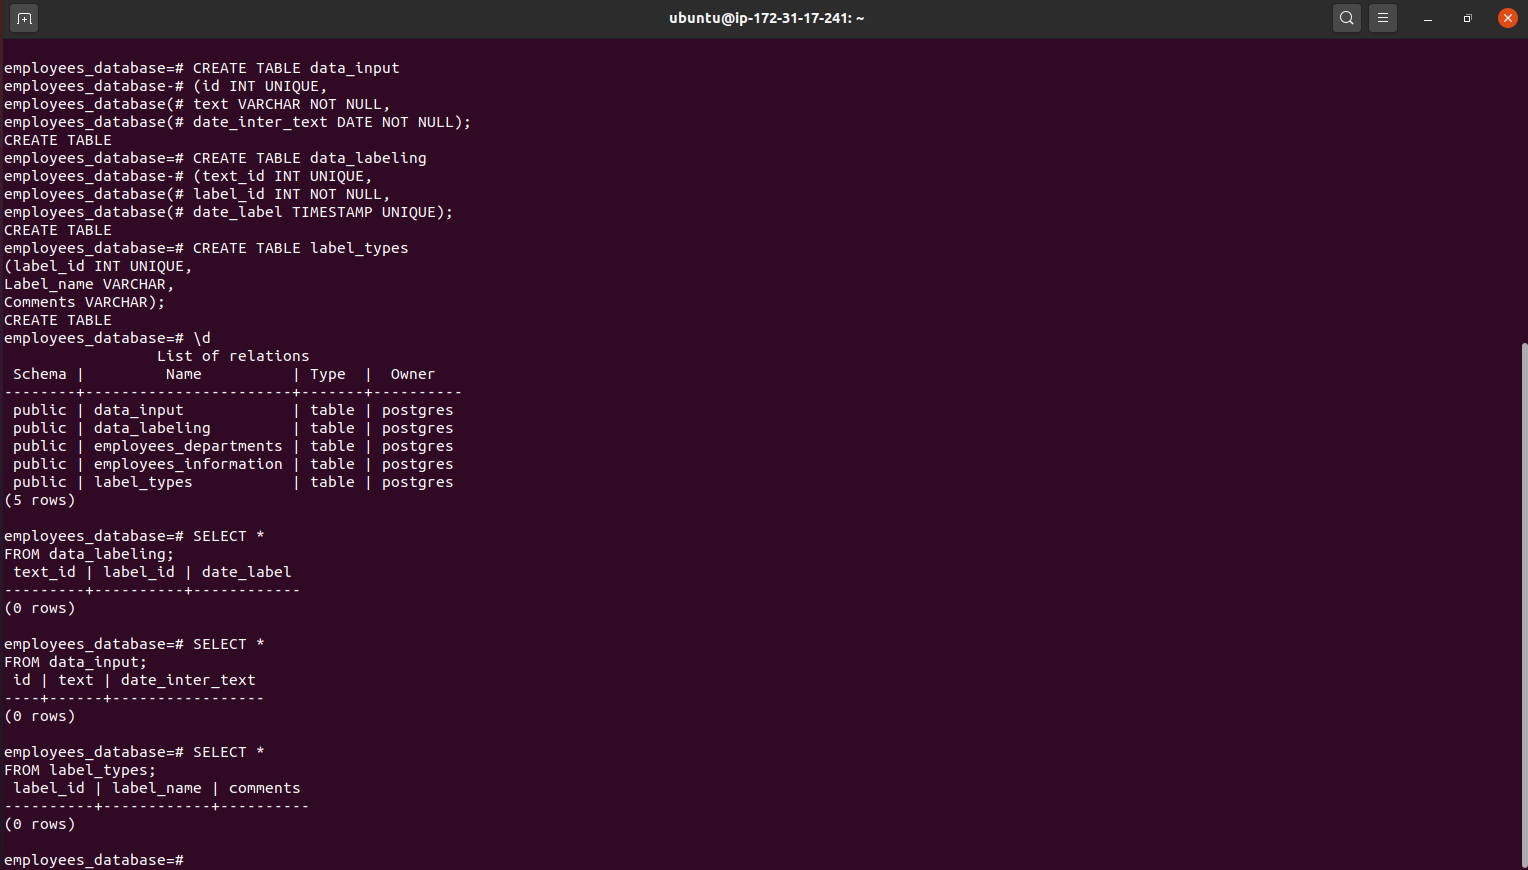 ubuntu@ip-172-31-17-241: ~
employees_database=# CREATE TABLE data_input
employees_database-# (id INT UNIQUE,
employees_database(# text VARCHAR NOT NULL,
employees_database(# date_inter_text DATE NOT NULL);
CREATE TABLE
employees_database=# CREATE TABLE data_labeling
employees_database-# (text_id INT UNIQUE,
employees_database(# label_id INT NOT NULL,
employees_database(# date_label TIMESTAMP UNIQUE);
CREATE TABLE
employees_database=# CREATE TABLE label_types
(label_id INT UNIQUE,
Label_name VARCHAR,
Comments VARCHAR);
CREATE TABLE
employees_database=# \d
                 List of relations
 Schema |         Name          | Type  |  Owner
--------+-----------------------+-------+----------
 public | data_input            | table | postgres
 public | data_labeling         | table | postgres
 public | employees_departments | table | postgres
 public | employees_information | table | postgres
 public | label_types           | table | postgres
(5 rows)
employees_database=# SELECT *
FROM data_labeling;
 text_id | label_id | date_label
---------+----------+------------
(0 rows)
employees_database=# SELECT *
FROM data_input;
 id | text | date_inter_text
----+------+-----------------
(0 rows)
employees_database=# SELECT *
FROM label_types;
 label_id | label_name | comments
----------+------------+----------
(0 rows)
employees_database=#